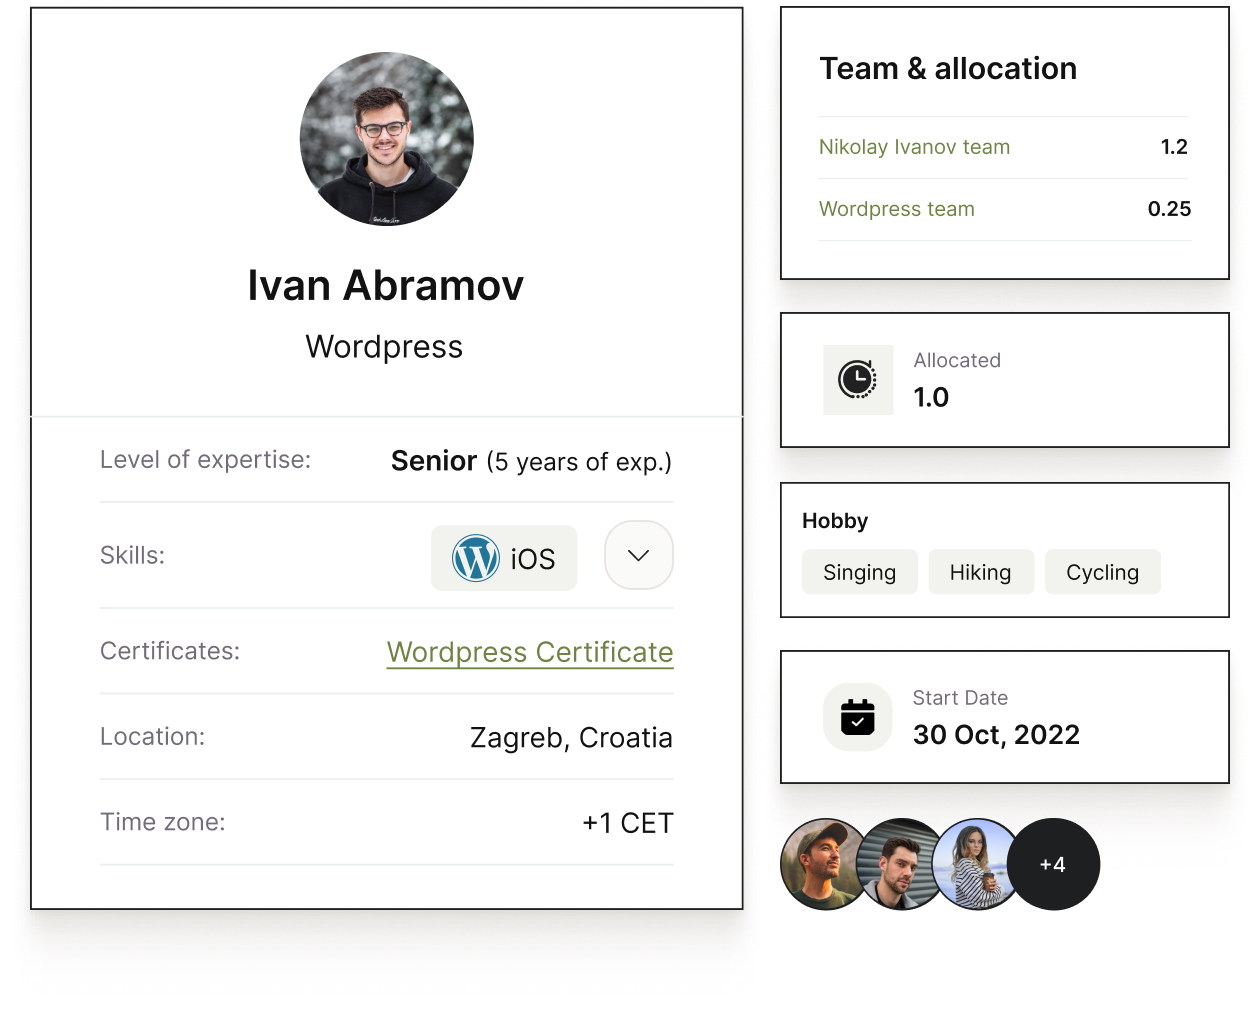 Ivan Abramov
Wordpress
Level of expertise: Senior (5 years of exp.)
Skills: iOS
Certificates: Wordpress Certificate
Location: Zagreb, Croatia
Time zone: +1 CET
Team & allocation
Nikolay Ivanov team 1.2
Wordpress team 0.25
Allocated
1.0
Hobby
Singing Hiking Cycling
Start Date
30 Oct, 2022
+4